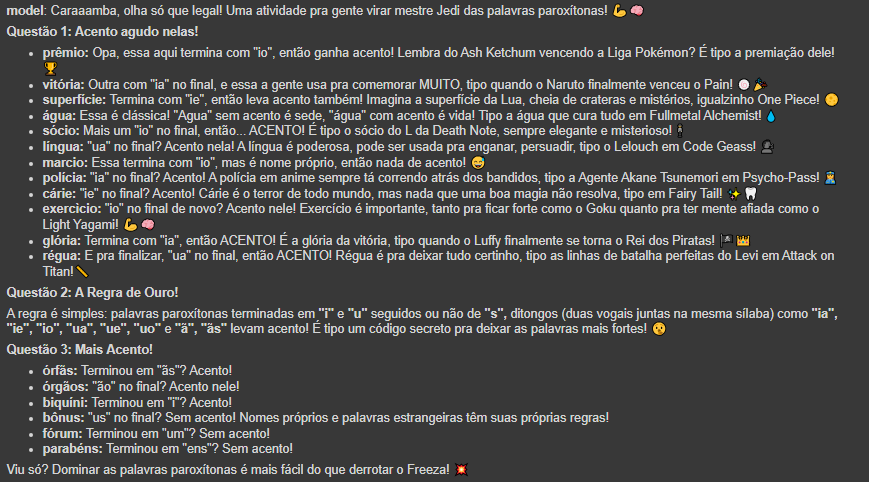 model: Caraaamba, olha só que legal! Uma atividade pra gente virar mestre Jedi das palavras paroxítonas! 💪🧠
Questão 1: Acento agudo nelas!
• prêmio: Opa, essa aqui termina com "io", então ganha acento! Lembra do Ash Ketchum vencendo a Liga Pokémon? É tipo a premiação dele!
🏆
• vitória: Outra com "ia" no final, e essa a gente usa pra comemorar MUITO, tipo quando o Naruto finalmente venceu o Pain! 🏐🎉
• superfície: Termina com "ie", então leva acento também! Imagina a superfície da Lua, cheia de crateras e mistérios, igualzinho One Piece! 🌕
• água: Essa é clássica! "Agua" sem acento é sede, "água" com acento é vida! Tipo a água que cura tudo em Fullmetal Alchemist! 💧
• sócio: Mais um "io" no final, então... ACENTO! É tipo o sócio do L da Death Note, sempre elegante e misterioso! 🕴️
• língua: "ua" no final? Acento nela! A língua é poderosa, pode ser usada pra enganar, persuadir, tipo o Lelouch em Code Geass! 👤
• marcio: Essa termina com "io", mas é nome próprio, então nada de acento! 😅
• polícia: "ia" no final? Acento! A polícia em anime sempre tá correndo atrás dos bandidos, tipo a Agente Akane Tsunemori em Psycho-Pass! 👮‍♀️
• cárie: "ie" no final? Acento! Cárie é o terror de todo mundo, mas nada que uma boa magia não resolva, tipo em Fairy Tail! ✨🦷
• exercicio: "io" no final de novo? Acento nele! Exercício é importante, tanto pra ficar forte como o Goku quanto pra ter mente afiada como o
Light Yagami! 💪🧠
• glória: Termina com "ia", então ACENTO! É a glória da vitória, tipo quando o Luffy finalmente se torna o Rei dos Piratas! 🏴👑
• régua: E pra finalizar, "ua" no final, então ACENTO! Régua é pra deixar tudo certinho, tipo as linhas de batalha perfeitas do Levi em Attack on
Titan! 📏
Questão 2: A Regra de Ouro!
A regra é simples: palavras paroxítonas terminadas em "i" e "u" seguidos ou não de "s", ditongos (duas vogais juntas na mesma sílaba) como "ia",
"ie", "io", "ua", "ue", "uo" e "ã", "ãs" levam acento! É tipo um código secreto pra deixar as palavras mais fortes! 🤫
Questão 3: Mais Acento!
• órfãs: Terminou em "ãs"? Acento!
• órgãos: "ão" no final? Acento nele!
• biquíni: Terminou em "i"? Acento!
• bônus: "us" no final? Sem acento! Nomes próprios e palavras estrangeiras têm suas próprias regras!
• fórum: Terminou em "um"? Sem acento!
• parabéns: Terminou em "ens"? Sem acento!
Viu só? Dominar as palavras paroxítonas é mais fácil do que derrotar o Freeza! 💥